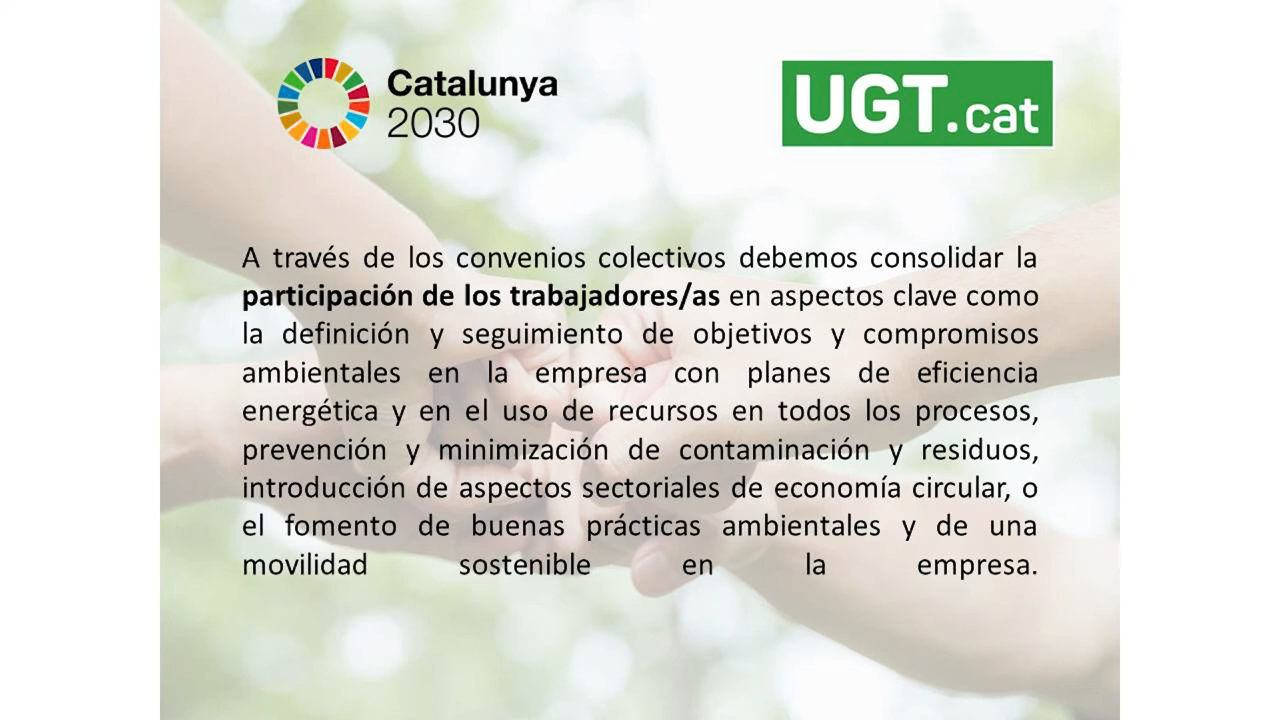 Catalunya
2030
UGT.cat
A través de los convenios colectivos debemos consolidar la
participación de los trabajadores/as en aspectos clave como
la definición y seguimiento de objetivos y compromisos
ambientales en la empresa con planes de eficiencia
energética y en el uso de recursos en todos los procesos,
prevención y minimización de contaminación y residuos,
introducción de aspectos sectoriales de economía circular, o
el fomento de buenas prácticas ambientales y de una
movilidad sostenible en la empresa.